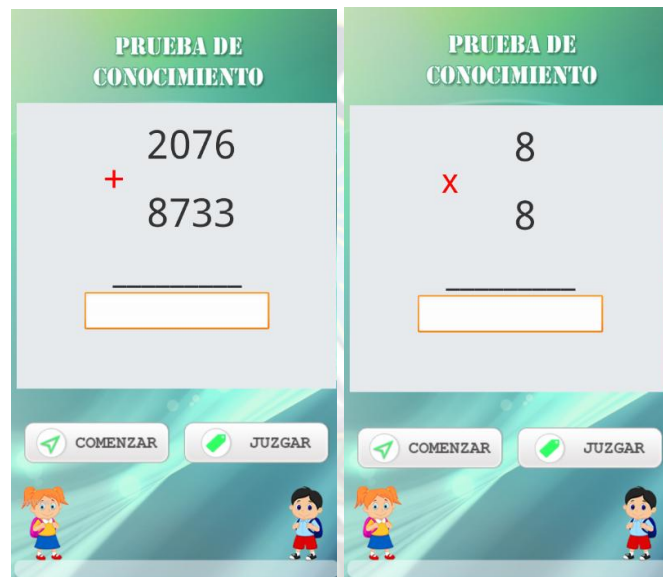 PRUEBA DE
CONOCIMIENTO
2076
+
8733
COMENZAR
JUZGAR
PRUEBA DE
CONOCIMIENTO
8
x
8
COMENZAR
JUZGAR